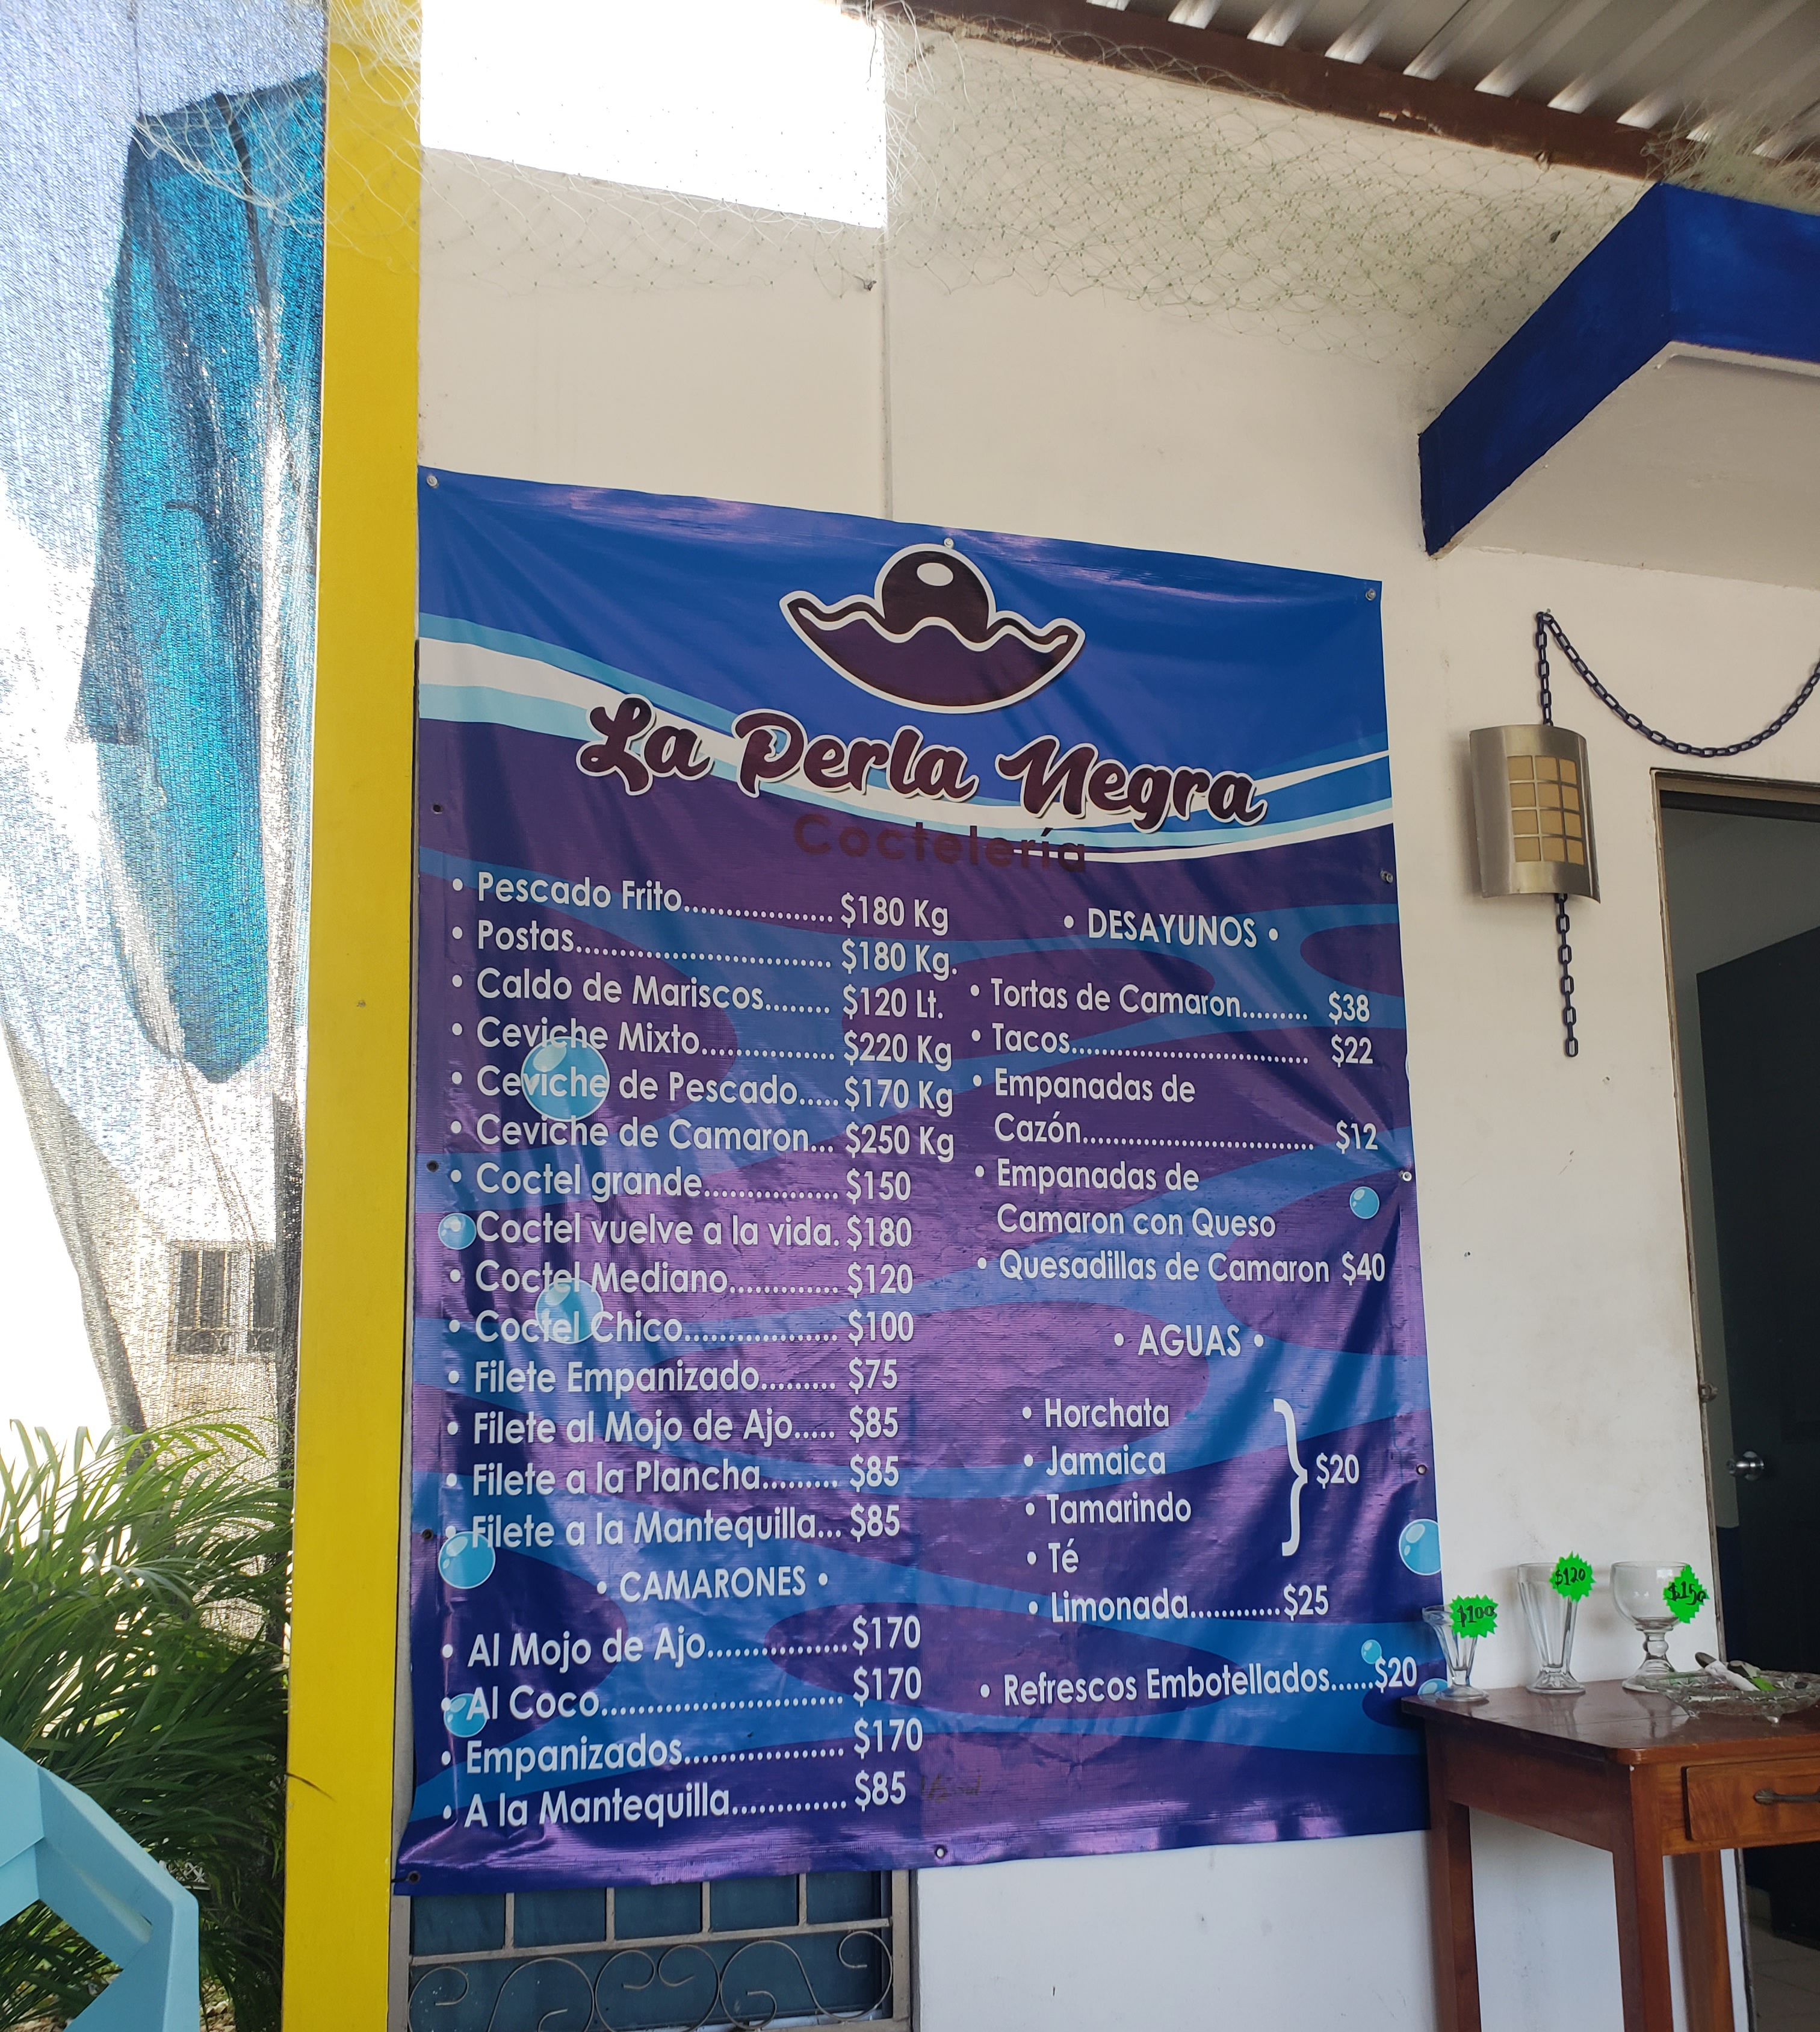 La Perla Negra
Coctelería
• Pescado Frito.................. $180 Kg
• Postas.............................. $180 Kg.
• Caldo de Mariscos........ $120 Lt.
• Ceviche Mixto................ $220 Kg
• Ceviche de Pescado..... $170 Kg
• Ceviche de Camaron... $250 Kg
• Coctel grande................ $150
• Coctel vuelve a la vida. $180
• Coctel Mediano............. $120
• Coctel Chico.................. $100
• Filete Empanizado......... $75
• Filete al Mojo de Ajo..... $85
• Filete a la Plancha......... $85
• Filete a la Mantequilla... $85
• CAMARONES •
• Al Mojo de Ajo................ $170
• Al Coco............................ $170
• Empanizados................... $170
• A la Mantequilla............. $85
• DESAYUNOS •
• Tortas de Camaron......... $38
• Tacos................................ $22
• Empanadas de
Cazón............................... $12
• Empanadas de
Camaron con Queso
• Quesadillas de Camaron $40
• AGUAS •
• Horchata
• Jamaica
• Tamarindo
• Té
} $20
• Limonada............ $25
• Refrescos Embotellados...... $20
$100
$120
$150